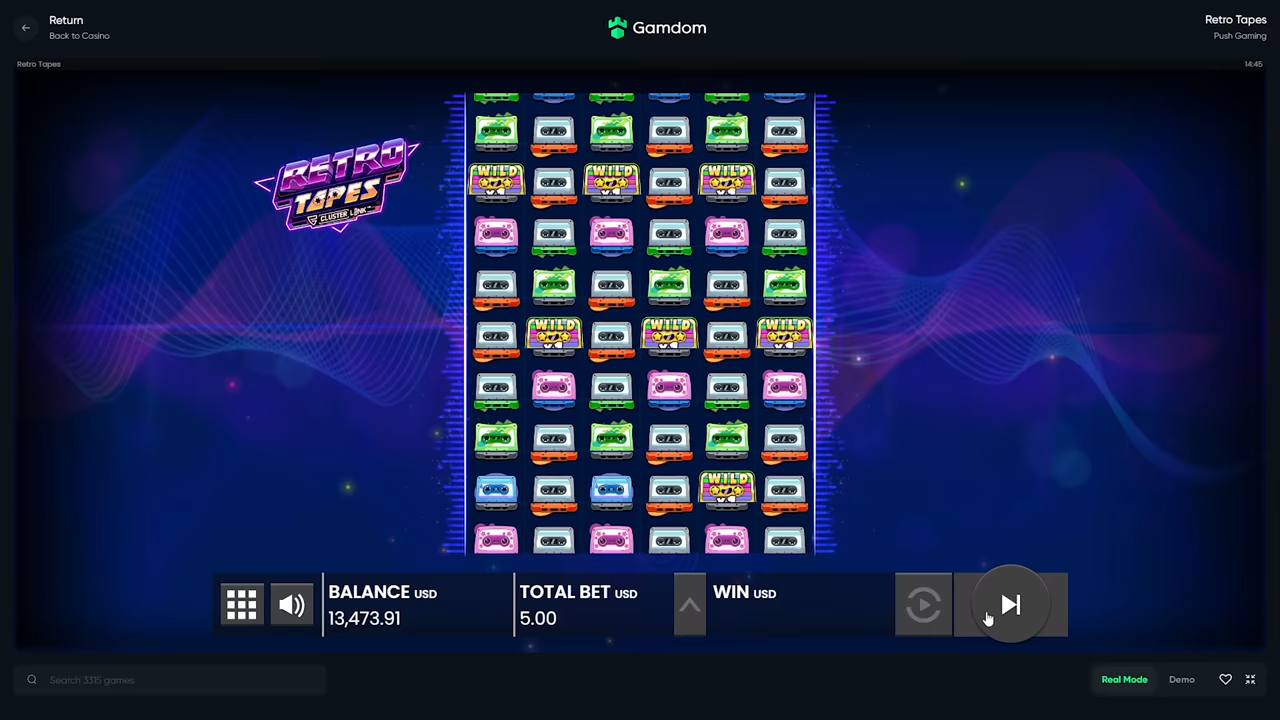 Return
Back to Casino
Gamdom
Retro Tapes
Push Gaming
Retro Tapes
14:45
RETRO
TAPES
CLUSTER LINK
WILD WILD WILD
WILD WILD WILD
WILD
BALANCE USD
13,473.91
TOTAL BET USD
5.00
WIN USD
Search 3315 games
Real Mode
Demo